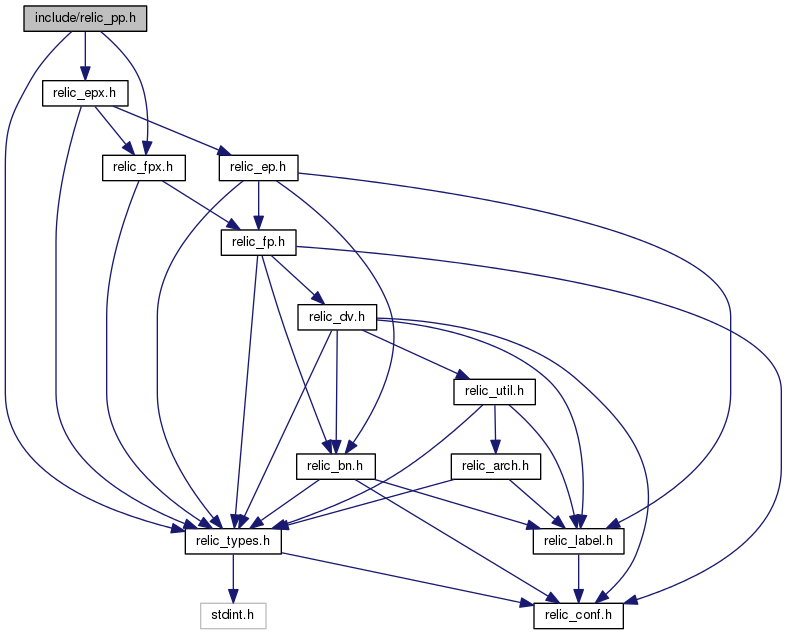 include/relic_pp.h
relic_epx.h
relic_fpx.h
relic_ep.h
relic_fp.h
relic_dv.h
relic_util.h
relic_bn.h
relic_arch.h
relic_types.h
relic_label.h
stdint.h
relic_conf.h